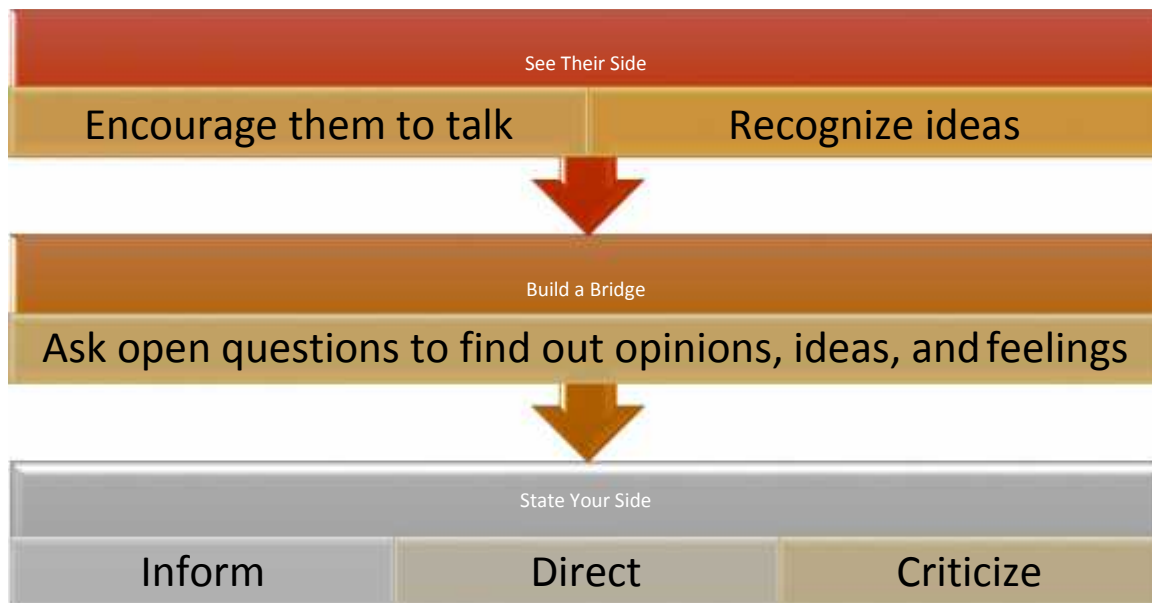 See Their Side
Encourage them to talk
Recognize ideas
Build a Bridge
Ask open questions to find out opinions, ideas, and feelings
State Your Side
Inform
Direct
Criticize